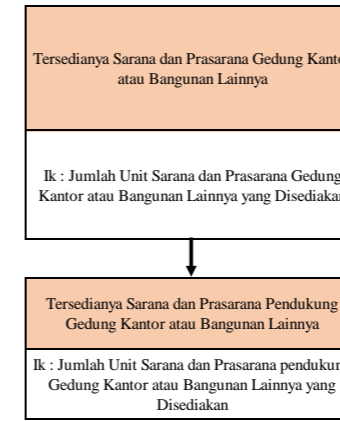 Tersedianya Sarana dan Prasarana Gedung Kanto
atau Bangunan Lainnya
Ik : Jumlah Unit Sarana dan Prasarana Gedung
Kantor atau Bangunan Lainnya yang Disediakan
Tersedianya Sarana dan Prasarana Pendukung
Gedung Kantor atau Bangunan Lainnya
Ik : Jumlah Unit Sarana dan Prasarana pendukun
Gedung Kantor atau Bangunan Lainnya yang
Disediakan